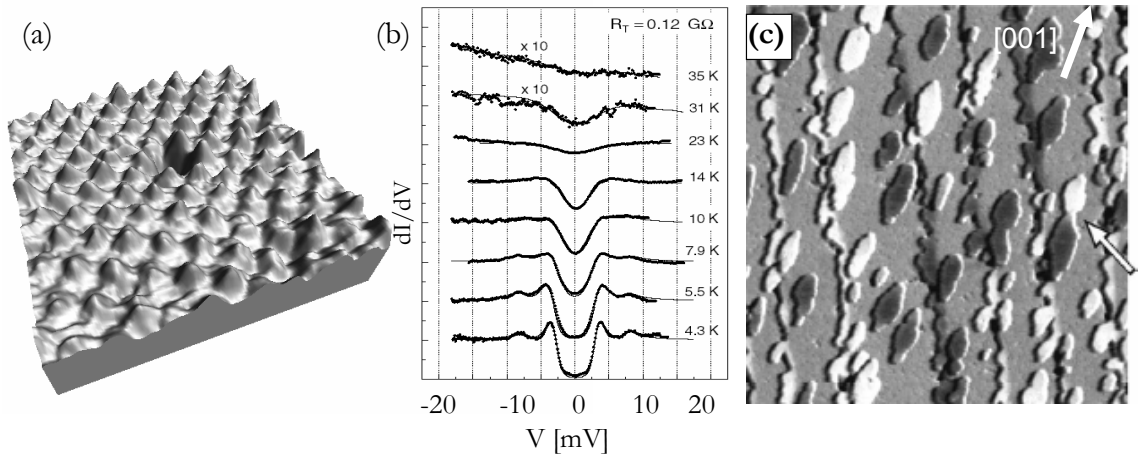 (a)
(b)
dI/dV
R_T = 0.12 GΩ
x 10
35 K
x 10
31 K
23 K
14 K
10 K
7.9 K
5.5 K
4.3 K
-20 -10 0 10 20
V [mV]
(c)
[001]